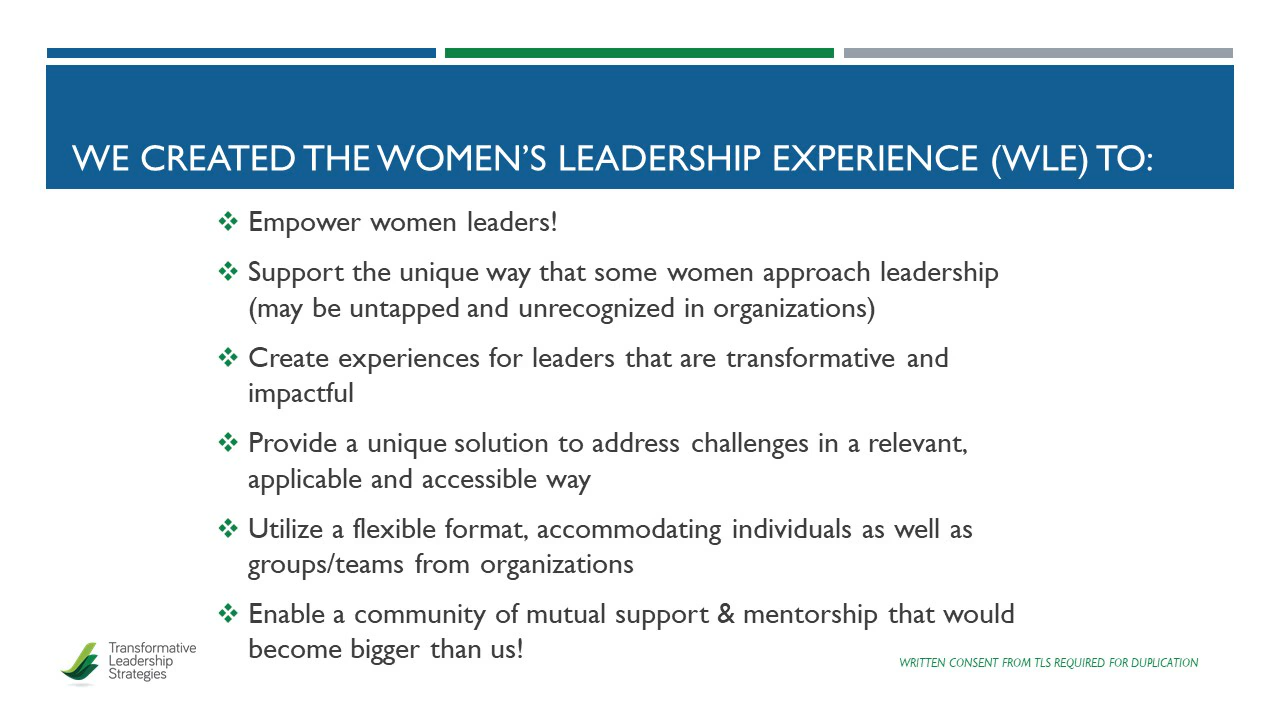 WE CREATED THE WOMEN'S LEADERSHIP EXPERIENCE (WLE) TO:
Empower women leaders!
Support the unique way that some women approach leadership
(may be untapped and unrecognized in organizations)
Create experiences for leaders that are transformative and
impactful
Provide a unique solution to address challenges in a relevant,
applicable and accessible way
Utilize a flexible format, accommodating individuals as well as
groups/teams from organizations
Enable a community of mutual support & mentorship that would
become bigger than us!
Transformative
Leadership
Strategies
WRITTEN CONSENT FROM TLS REQUIRED FOR DUPLICATION